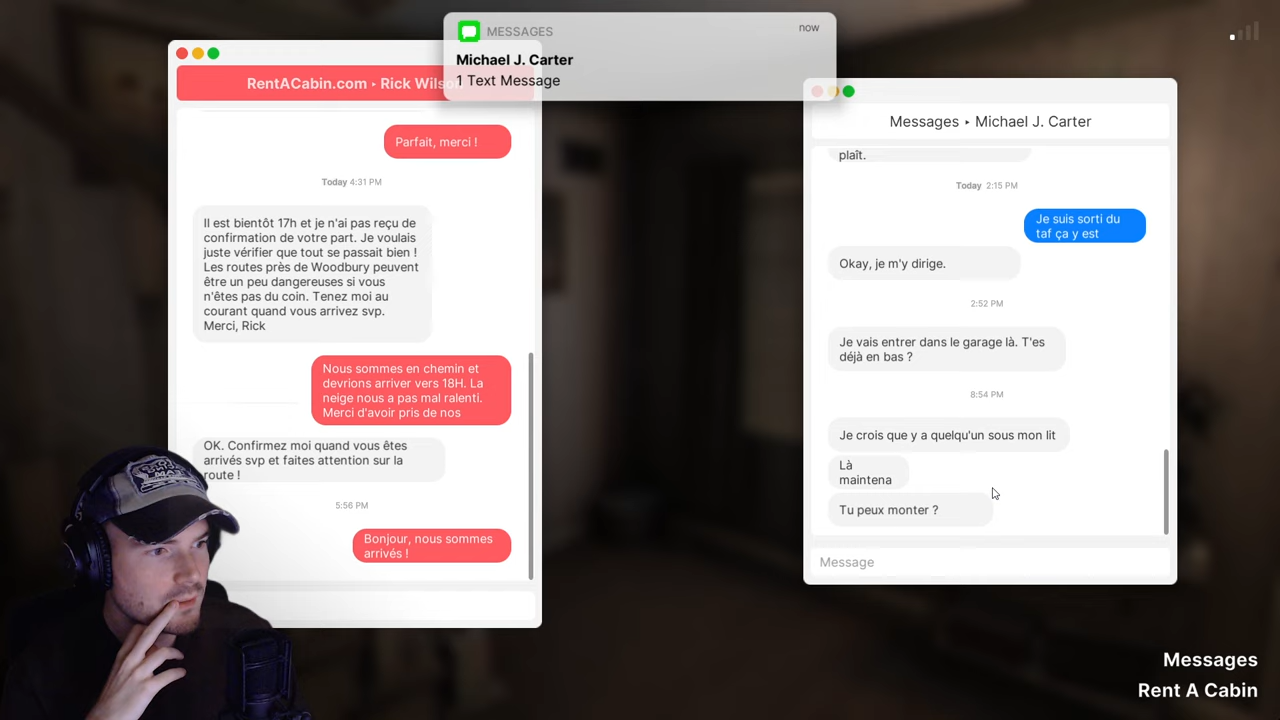 MESSAGES
now
Michael J. Carter
1 Text Message
RentACabin.com ▸ Rick Wilson
Parfait, merci !
Today 4:31 PM
Il est bientôt 17h et je n'ai pas reçu de
confirmation de votre part. Je voulais
juste vérifier que tout se passait bien !
Les routes près de Woodbury peuvent
être un peu dangereuses si vous
n'êtes pas du coin. Tenez moi au
courant quand vous arrivez svp.
Merci, Rick
Nous sommes en chemin et
devrions arriver vers 18H. La
neige nous a pas mal ralenti.
Merci d'avoir pris de nos
OK. Confirmez moi quand vous êtes
arrivés svp et faites attention sur la
route !
5:56 PM
Bonjour, nous sommes
arrivés !
Messages ▸ Michael J. Carter
plaît.
Today 2:15 PM
Je suis sorti du
taf ça y est
Okay, je m'y dirige.
2:52 PM
Je vais entrer dans le garage là. T'es
déjà en bas ?
8:54 PM
Je crois que y a quelqu'un sous mon lit
Là
maintena
Tu peux monter ?
Message
Messages
Rent A Cabin